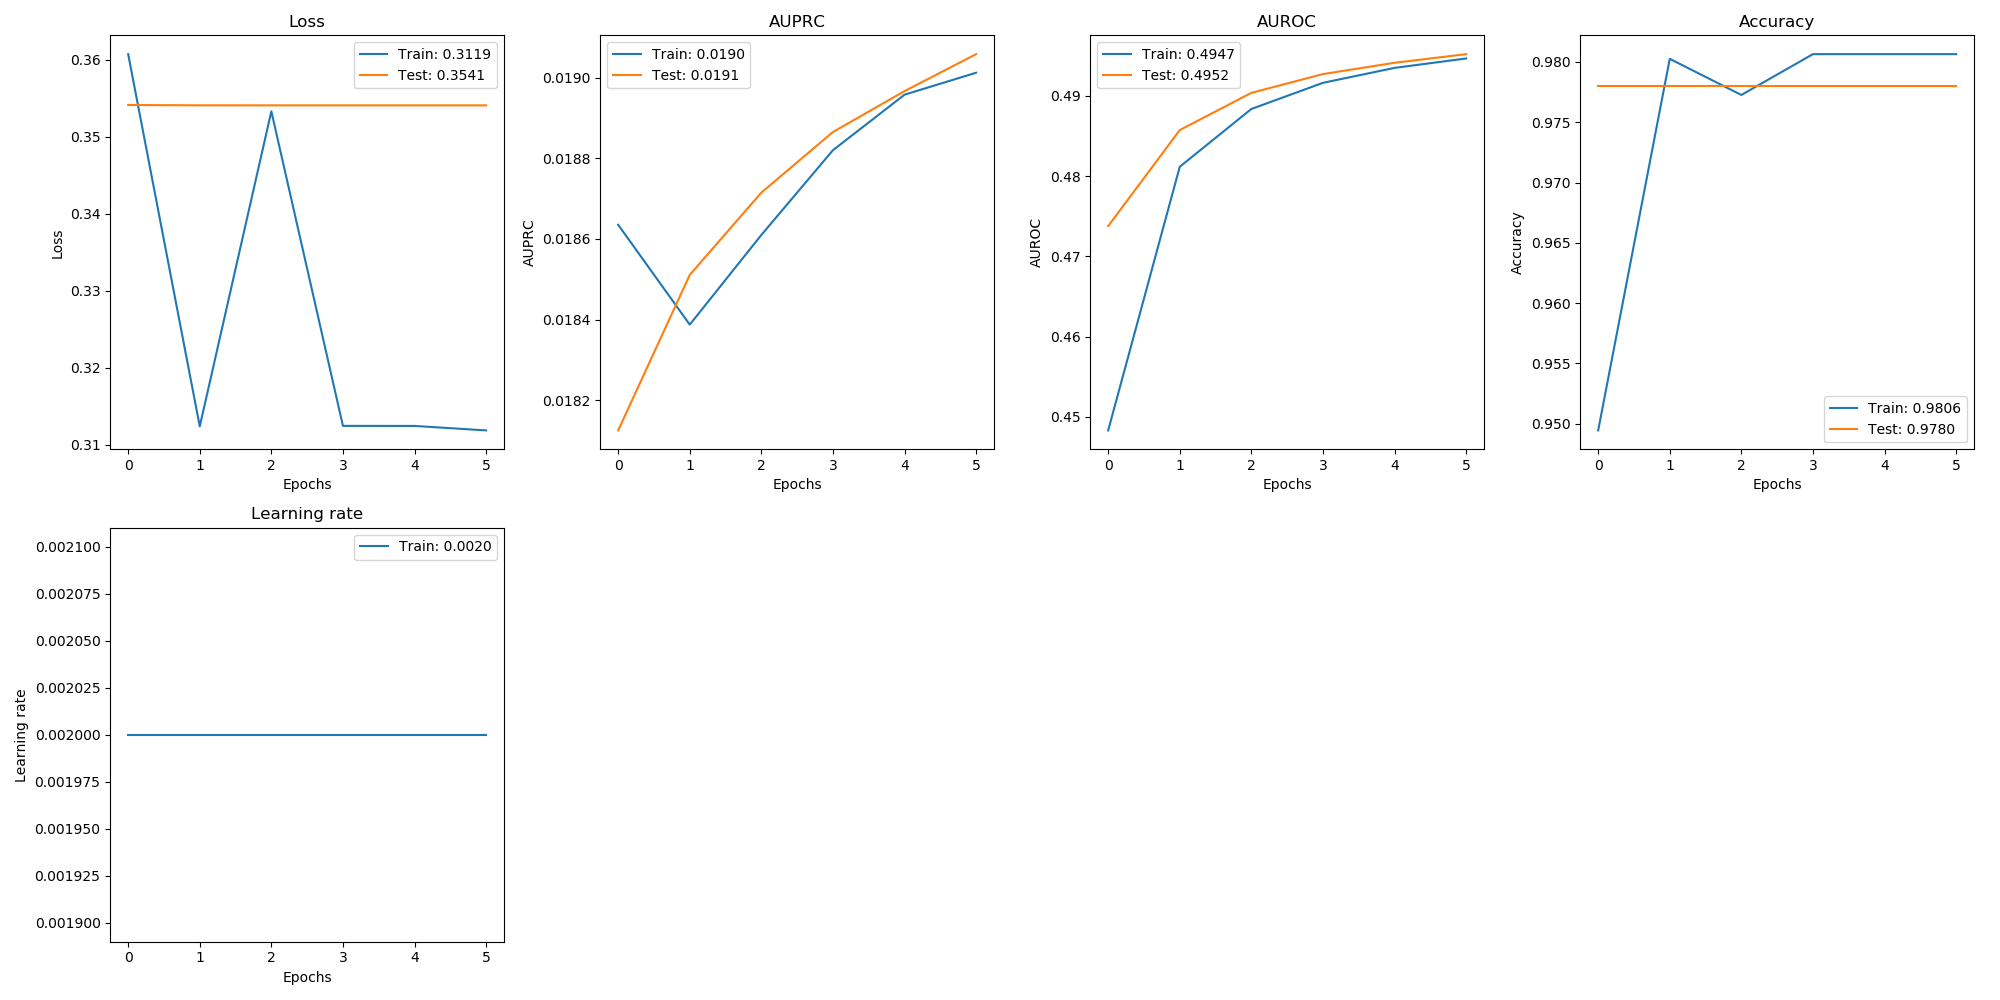 Loss
Train: 0.3119
Test: 0.3541
0.36
0.35
0.34
0.33
0.32
0.31
Loss
0 1 2 3 4 5
Epochs
AUPRC
Train: 0.0190
Test: 0.0191
0.0190
0.0188
0.0186
0.0184
0.0182
AUPRC
0 1 2 3 4 5
Epochs
AUROC
Train: 0.4947
Test: 0.4952
0.49
0.48
0.47
0.46
0.45
AUROC
0 1 2 3 4 5
Epochs
Accuracy
0.980
0.975
0.970
0.965
0.960
0.955
0.950
Accuracy
Train: 0.9806
Test: 0.9780
0 1 2 3 4 5
Epochs
Learning rate
Train: 0.0020
0.002100
0.002075
0.002050
0.002025
0.002000
0.001975
0.001950
0.001925
0.001900
Learning rate
0 1 2 3 4 5
Epochs